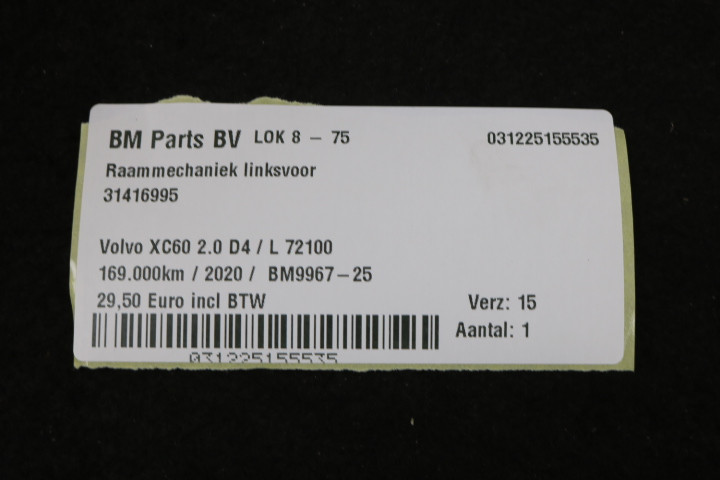 BM Parts BV LOK 8 - 75 031225155535
Raammechaniek linksvoor
31416995
Volvo XC60 2.0 D4 / L 72100
169.000km / 2020 / BM9967-25
29,50 Euro incl BTW Verz: 15
Aantal: 1
031225155535